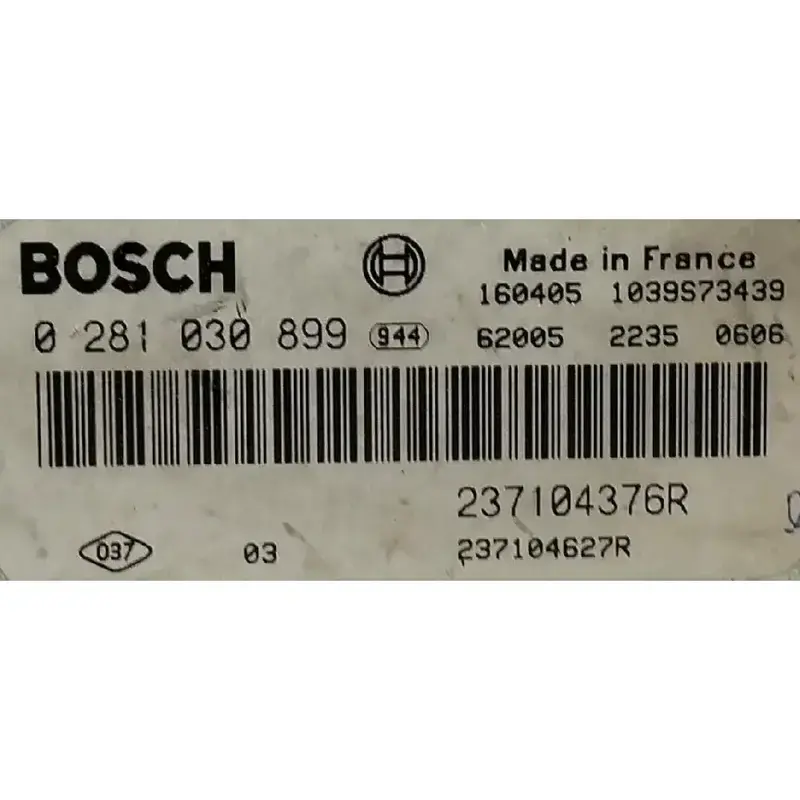 BOSCH
Made in France
160405 1039S73439
0 281 030 899 944 62005 2235 0606
237104376R
037 03 237104627R